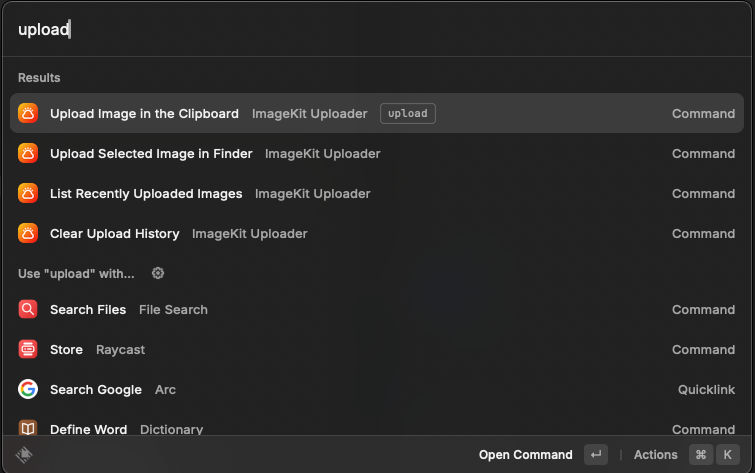 upload
Results
Upload Image in the Clipboard ImageKit Uploader upload Command
Upload Selected Image in Finder ImageKit Uploader Command
List Recently Uploaded Images ImageKit Uploader Command
Clear Upload History ImageKit Uploader Command
Use "upload" with...
Search Files File Search Command
Store Raycast Command
Search Google Arc Quicklink
Define Word Dictionary Command
Open Command ↵ | Actions ⌘ K